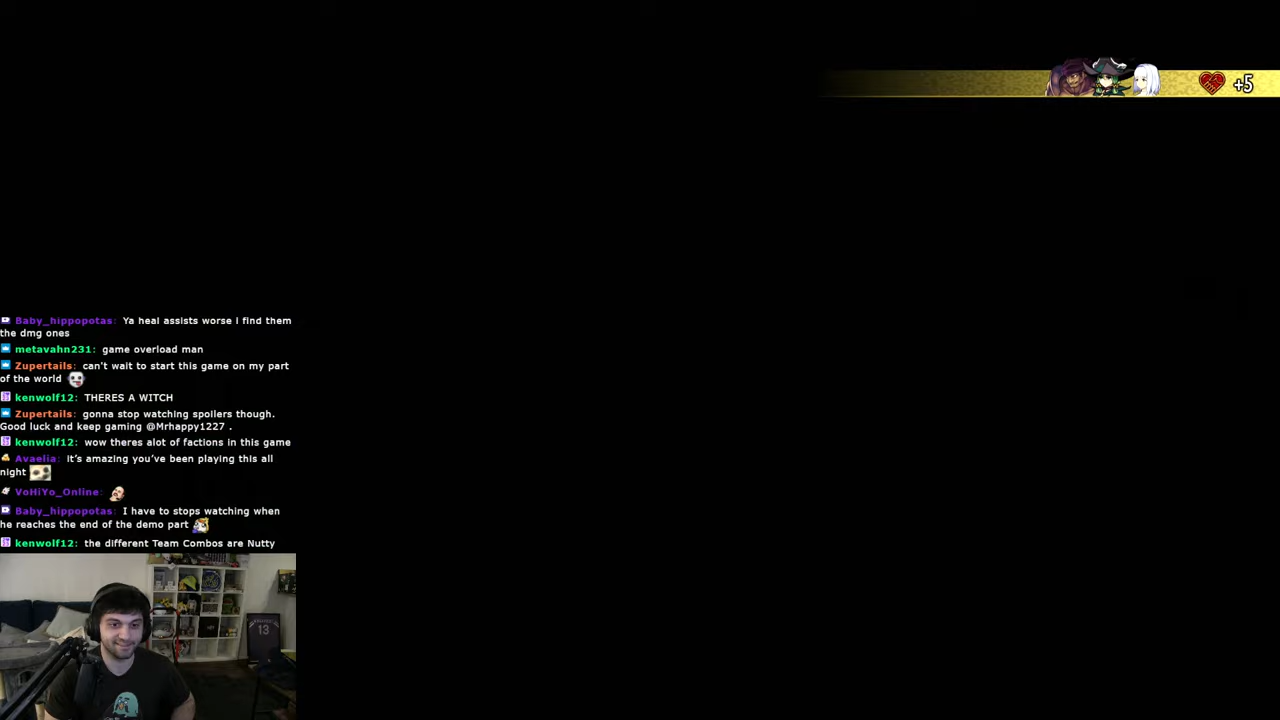 +5
Baby_hippopotas: Ya heal assists worse i find them
the dmg ones
metavahn231: game overload man
Zupertails: can't wait to start this game on my part
of the world
kenwolf12: THERES A WITCH
Zupertails: gonna stop watching spoilers though.
Good luck and keep gaming @Mrhappy1227 .
kenwolf12: wow theres alot of factions in this game
Avaelia: it’s amazing you’ve been playing this all
night
VoHiYo_Online:
Baby_hippopotas: I have to stops watching when
he reaches the end of the demo part
kenwolf12: the different Team Combos are Nutty
13